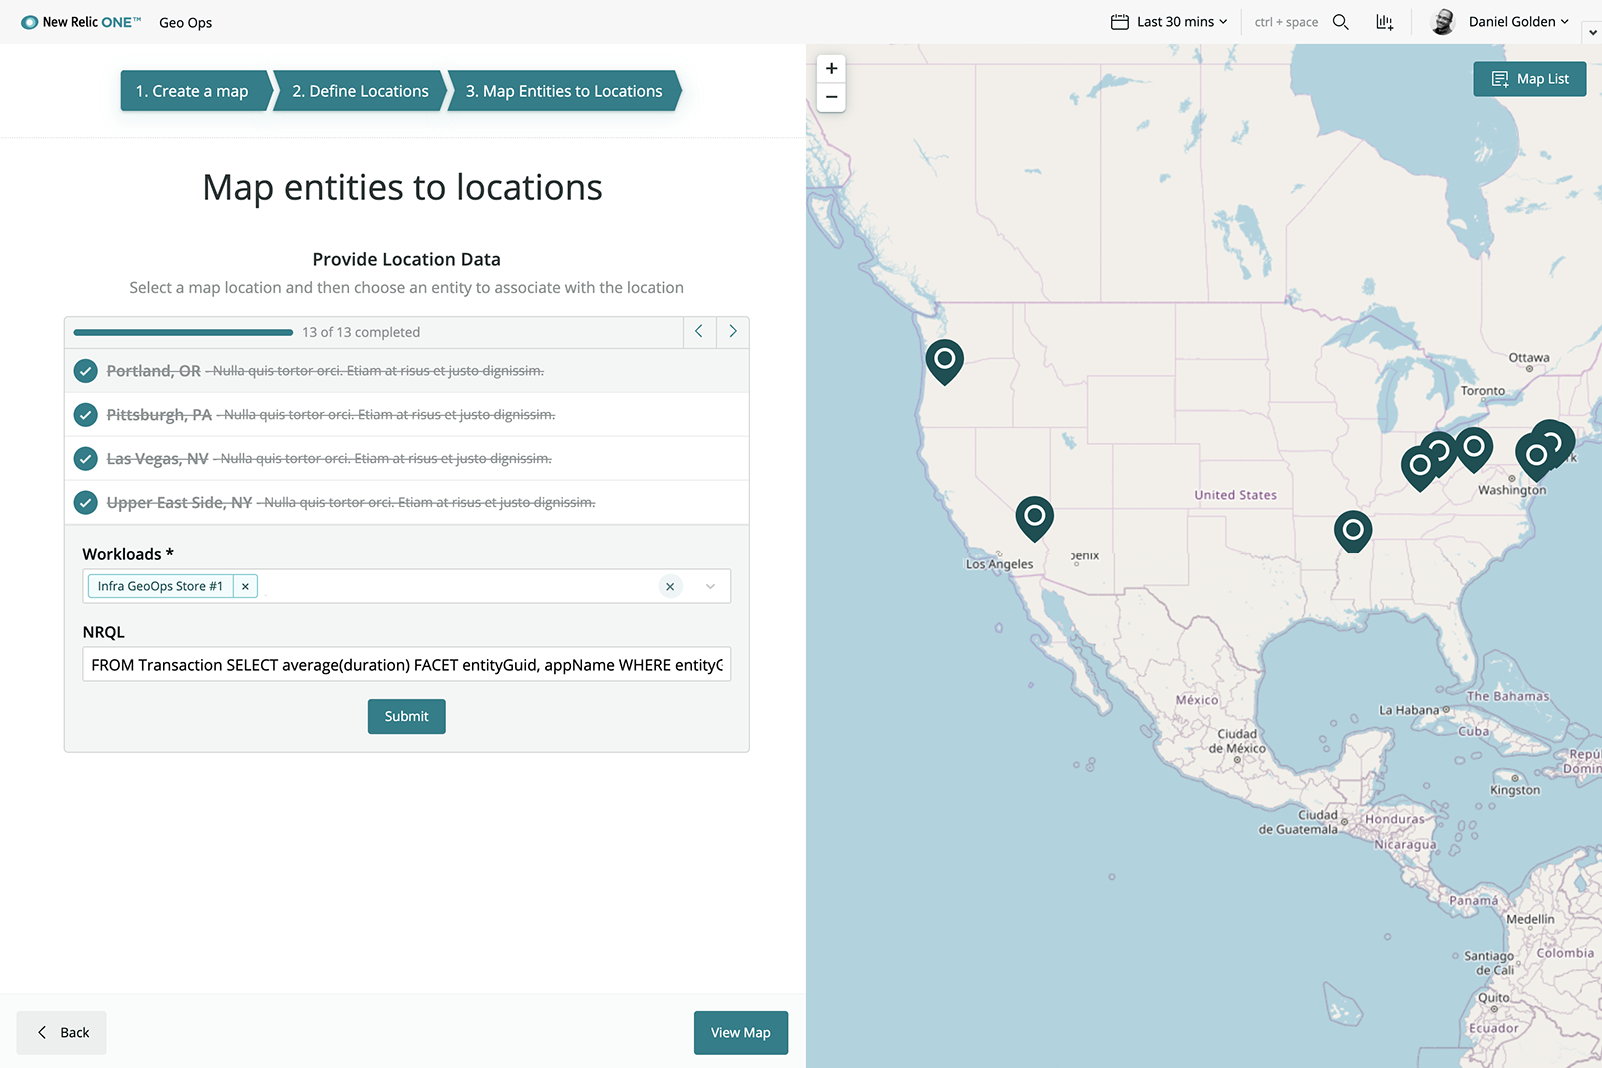 New Relic ONE™ Geo Ops
Last 30 mins
ctrl + space
Daniel Golden
1. Create a map
2. Define Locations
3. Map Entities to Locations
Map entities to locations
Provide Location Data
Select a map location and then choose an entity to associate with the location
13 of 13 completed
Portland, OR - Nulla quis tortor orci. Etiam at risus et justo dignissim.
Pittsburgh, PA - Nulla quis tortor orci. Etiam at risus et justo dignissim.
Las Vegas, NV - Nulla quis tortor orci. Etiam at risus et justo dignissim.
Upper East Side, NY - Nulla quis tortor orci. Etiam at risus et justo dignissim.
Workloads *
Infra GeoOps Store #1
NRQL
FROM Transaction SELECT average(duration) FACET entityGuid, appName WHERE
Submit
Back
View Map
Map List
Ottawa
Toronto
Washington
United States
Los Angeles
México
Ciudad
de México
La Habana
The Bahamas
Cuba
Kingston
Ciudad
de Guatemala
Honduras
Nicaragua
Panamá
Medellín
Santiago
de Cali
Colombia
Quito
Ecuador